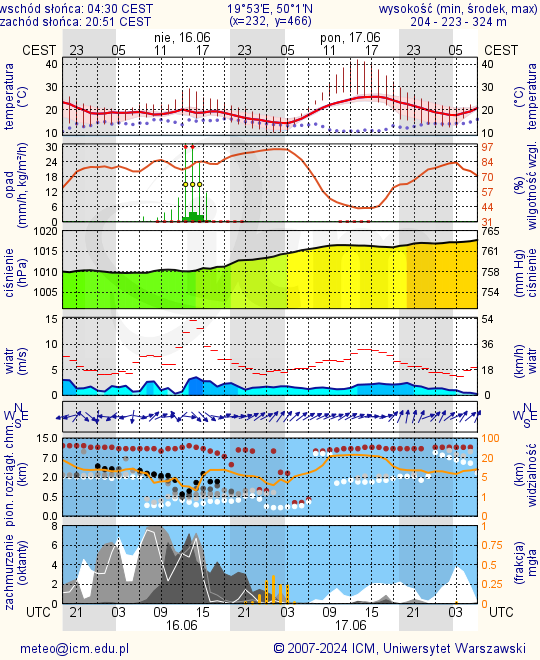 wschód słońca: 04:30 CEST 19°53'E, 50°1'N wysokość (min, środek, max)
zachód słońca: 20:51 CEST (x=232, y=466) 204 - 223 - 324 m
nie, 16.06 pon, 17.06
CEST 23 05 11 17 23 05 11 17 23 05 CEST
temperatura (°C) 40 30 20 10 40 30 20 10 (°C) temperatura
opad (mm/h, kg/m²/h) 30 24 18 12 6 0 97 84 70 57 44 31 (%) wilgotność wzgl.
ciśnienie (hPa) 1020 1015 1010 1005 765 761 758 754 (mm Hg) ciśnienie
wiatr (m/s) 15 10 5 0 54 36 18 0 (km/h) wiatr
N W E S N W E S
pion. rozciągł. chm. (km) 15.0 7.0 2.0 1.0 0.5 0.0 100 20 10 5 1 0 (km) widzialność
zachmurzenie (oktanty) 8 6 4 2 0 1 0.75 0.5 0.25 0 (frakcja) mgła
UTC 21 03 09 15 21 03 09 15 21 03 UTC
16.06 17.06
meteo@icm.edu.pl © 2007-2024 ICM, Uniwersytet Warszawski